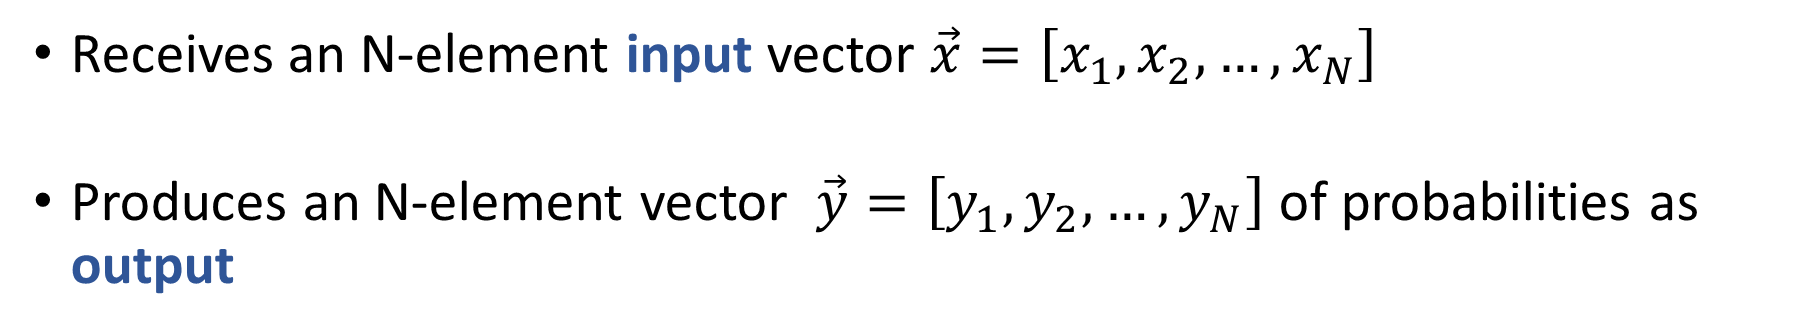 • Receives an N-element input vector x⃗ = [x₁, x₂, … , x_N]
• Produces an N-element vector y⃗ = [y₁, y₂, … , y_N] of probabilities as
output